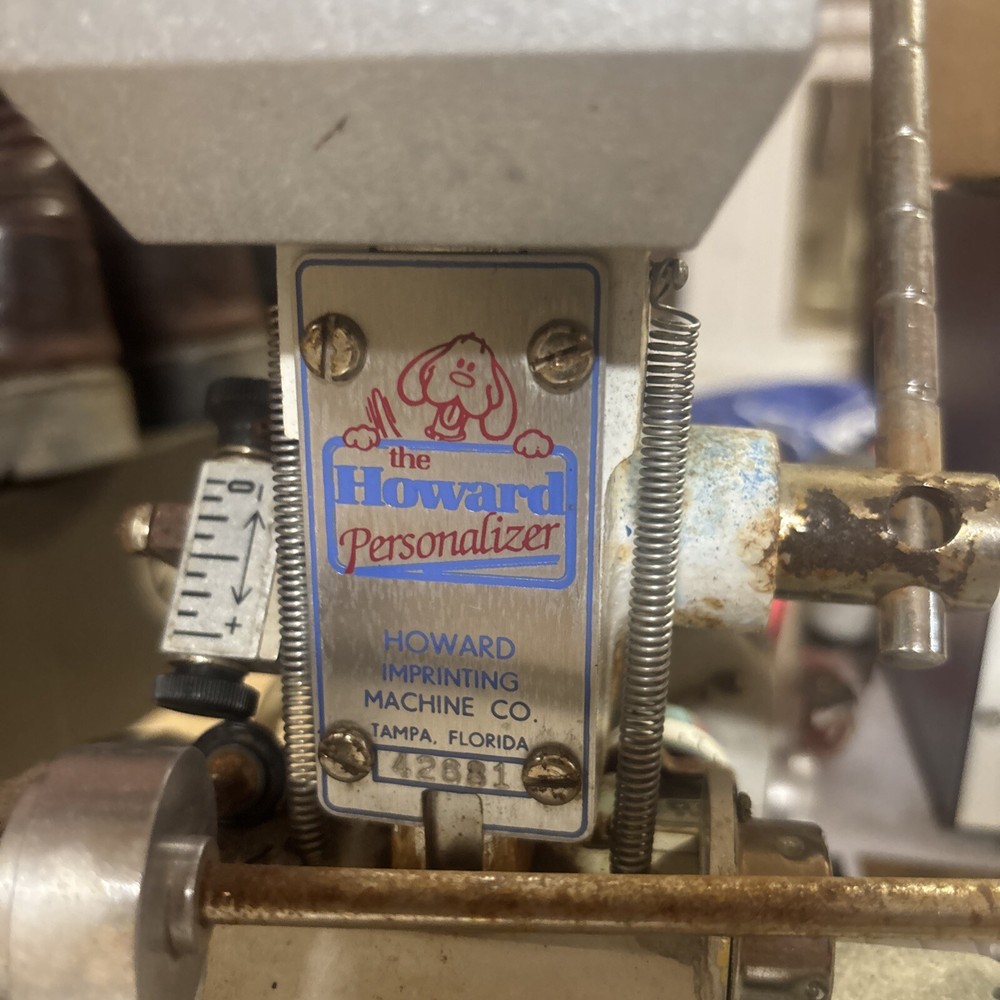 the
Howard
Personalizer
HOWARD
IMPRINTING
MACHINE CO.
TAMPA, FLORIDA
42881
0
+